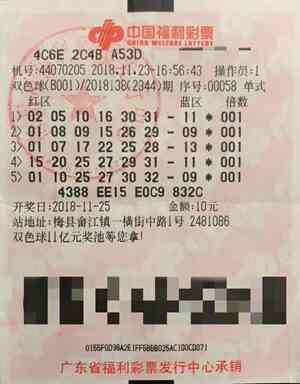 中国福利彩票
CHINA WELFARE LOTTERY
4C6E 2C4B A53D
机号:44070205 2018.11.23-16:56:43 操作员:1
双色球(B001)/2018138(2344)期 序号:00058 单式
红区 蓝区 倍数
1> 02 05 10 16 30 31 - 11 * 001
2> 01 08 09 15 26 29 - 09 * 001
3> 01 07 17 22 25 28 - 13 * 001
4> 15 20 25 27 29 31 - 11 * 001
5> 01 10 25 27 30 32 - 09 * 001
4388 EE15 E0C9 832C
开奖日:2018-11-25 金额:10元
站地址:梅县畲江镇一横街中路1号 2481086
双色球11亿元奖池等您拿!
广东省福利彩票发行中心承销